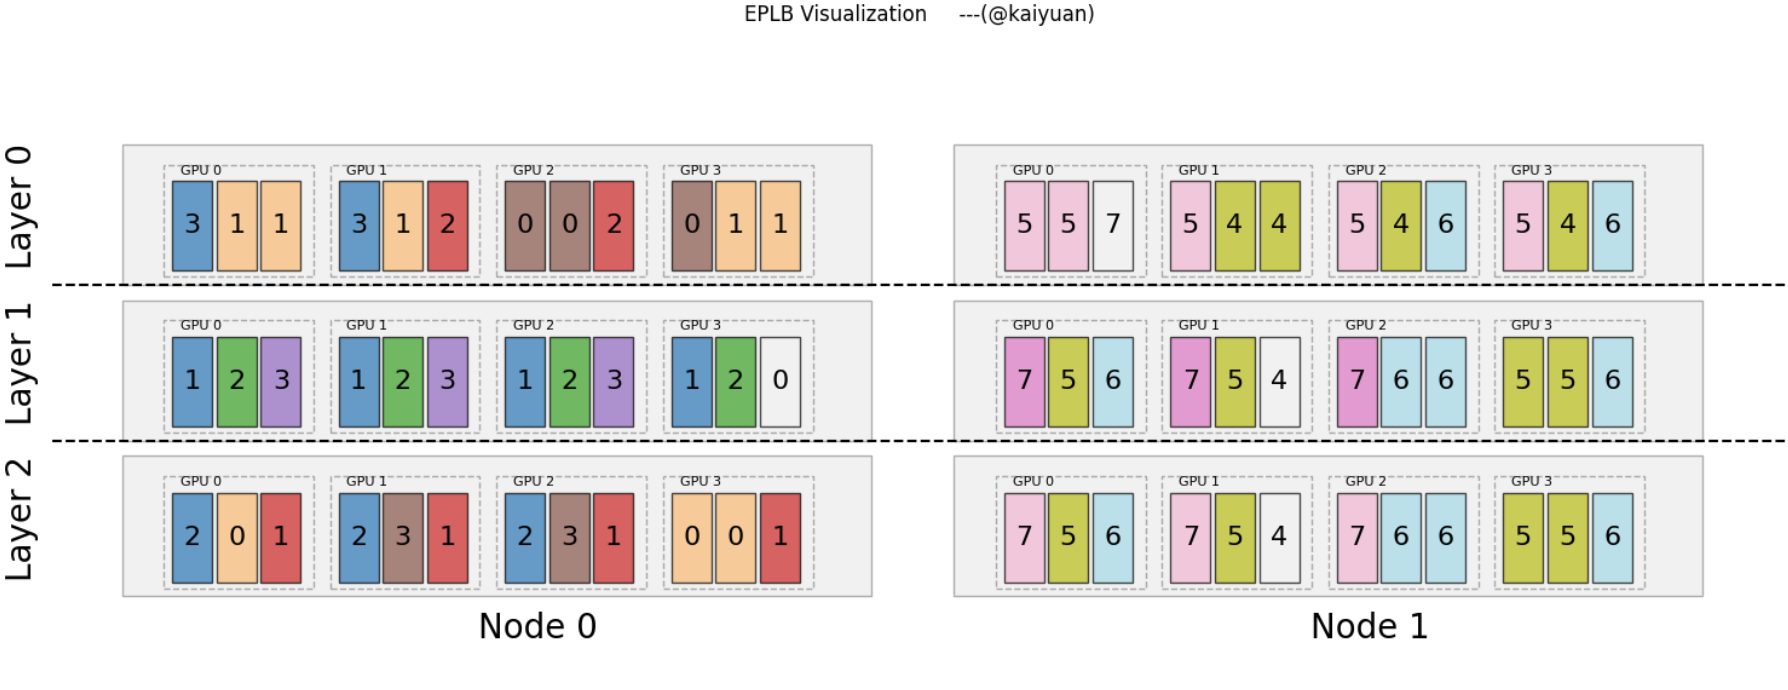 EPLB Visualization ---(@kaiyuan)
Layer 0
GPU 0 GPU 1 GPU 2 GPU 3 GPU 0 GPU 1 GPU 2 GPU 3
3 1 1 3 1 2 0 0 2 0 1 1 5 5 7 5 4 4 5 4 6 5 4 6
Layer 1
GPU 0 GPU 1 GPU 2 GPU 3 GPU 0 GPU 1 GPU 2 GPU 3
1 2 3 1 2 3 1 2 3 1 2 0 7 5 6 7 5 4 7 6 6 5 5 6
Layer 2
GPU 0 GPU 1 GPU 2 GPU 3 GPU 0 GPU 1 GPU 2 GPU 3
2 0 1 2 3 1 2 3 1 0 0 1 7 5 6 7 5 4 7 6 6 5 5 6
Node 0 Node 1